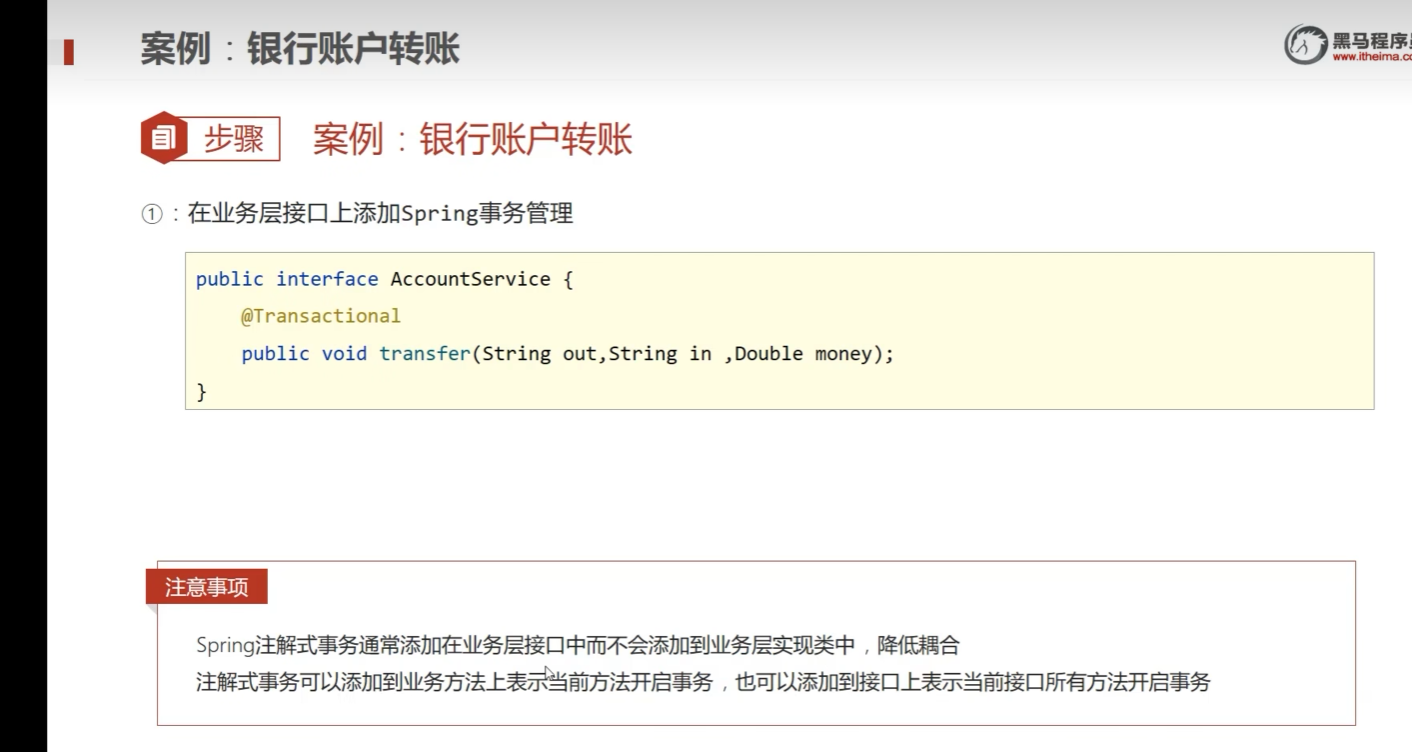 案例：银行账户转账
黑马程序员
www.itheima.co
步骤 案例：银行账户转账
①：在业务层接口上添加Spring事务管理
public interface AccountService {
@Transactional
public void transfer(String out,String in ,Double money);
}
注意事项
Spring注解式事务通常添加在业务层接口中而不会添加到业务层实现类中，降低耦合
注解式事务可以添加到业务方法上表示当前方法开启事务，也可以添加到接口上表示当前接口所有方法开启事务